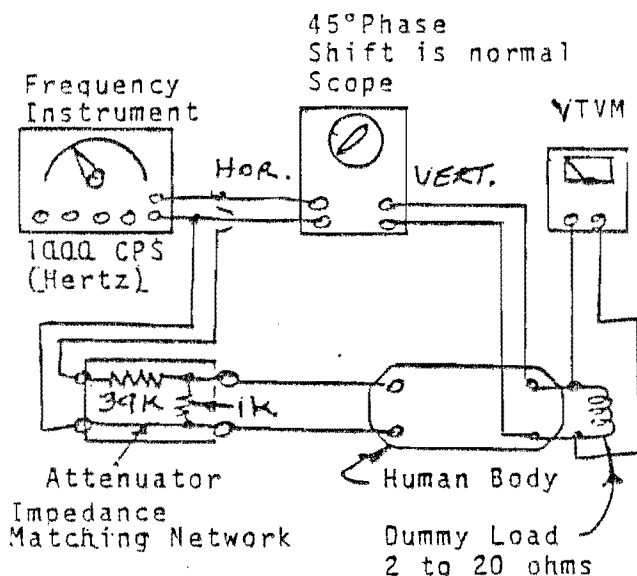 45°Phase
Shift is normal
Scope
Frequency
Instrument
VTVM
HOR.
VERT.
1000 CPS
(Hertz)
39K
1K
Attenuator
Human Body
Impedance
Matching Network
Dummy Load
2 to 20 ohms